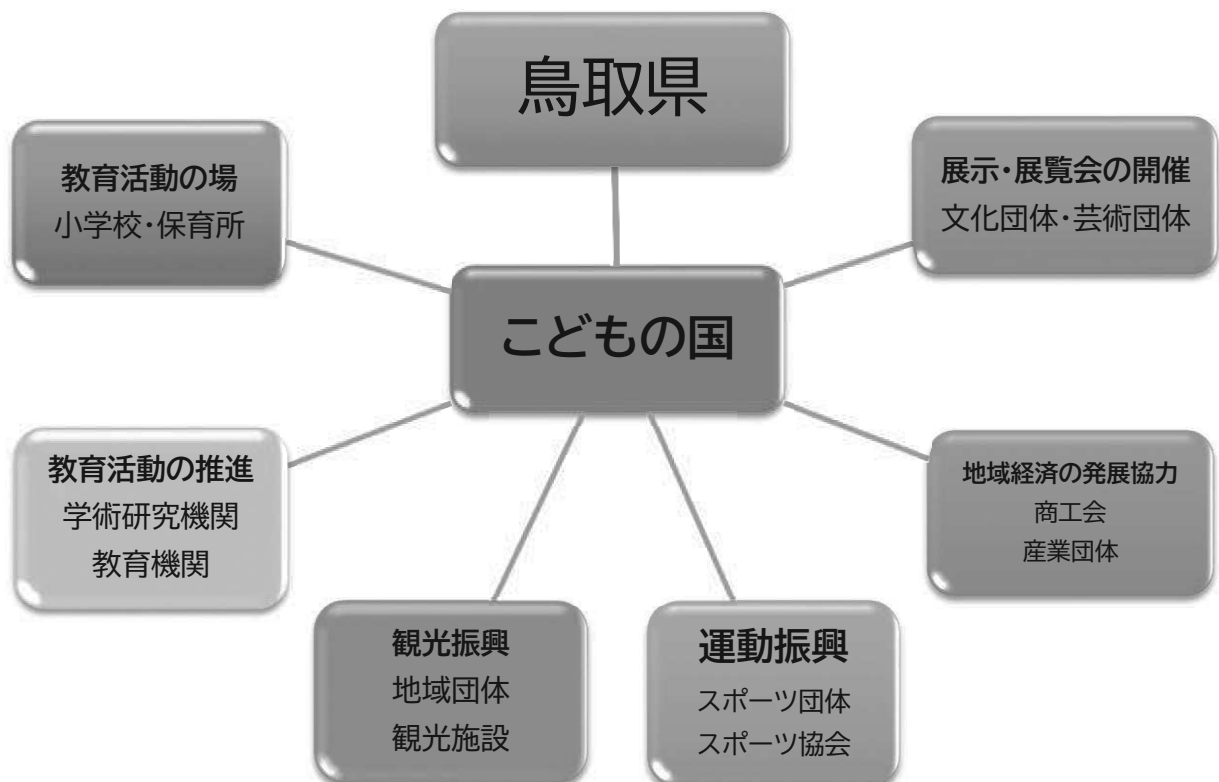 鳥取県
教育活動の場
小学校・保育所
展示・展覧会の開催
文化団体・芸術団体
こどもの国
教育活動の推進
学術研究機関
教育機関
地域経済の発展協力
商工会
産業団体
観光振興
地域団体
観光施設
運動振興
スポーツ団体
スポーツ協会